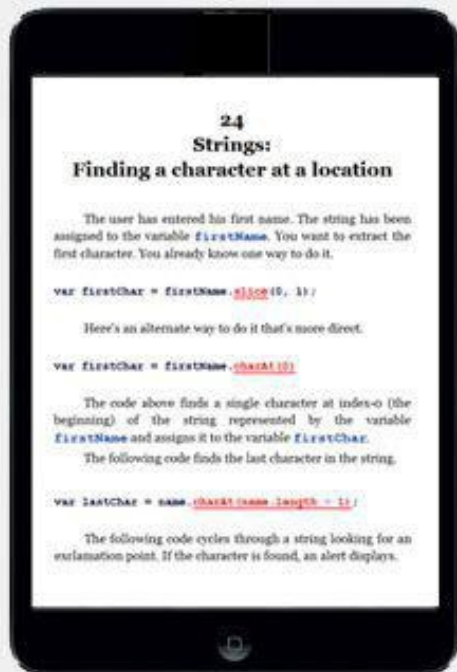 24
Strings:
Finding a character at a location
The user has entered his first name. The string has been
assigned to the variable firstName. You want to extract the
first character. You already know one way to do it.
var firstChar = firstName.slice(0, 1);
Here's an alternate way to do it that's more direct.
var firstChar = firstName.charAt(0)
The code above finds a single character at index-0 (the
beginning) of the string represented by the variable
firstName and assigns it to the variable firstChar.
The following code finds the last character in the string.
var lastChar = name.charAt(name.length - 1);
The following code cycles through a string looking for an
exclamation point. If the character is found, an alert displays.